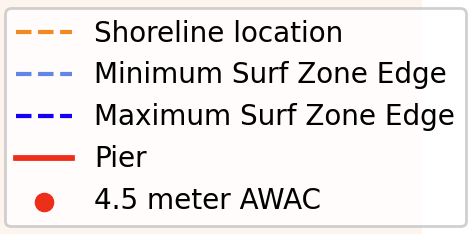 Shoreline location
Minimum Surf Zone Edge
Maximum Surf Zone Edge
Pier
4.5 meter AWAC